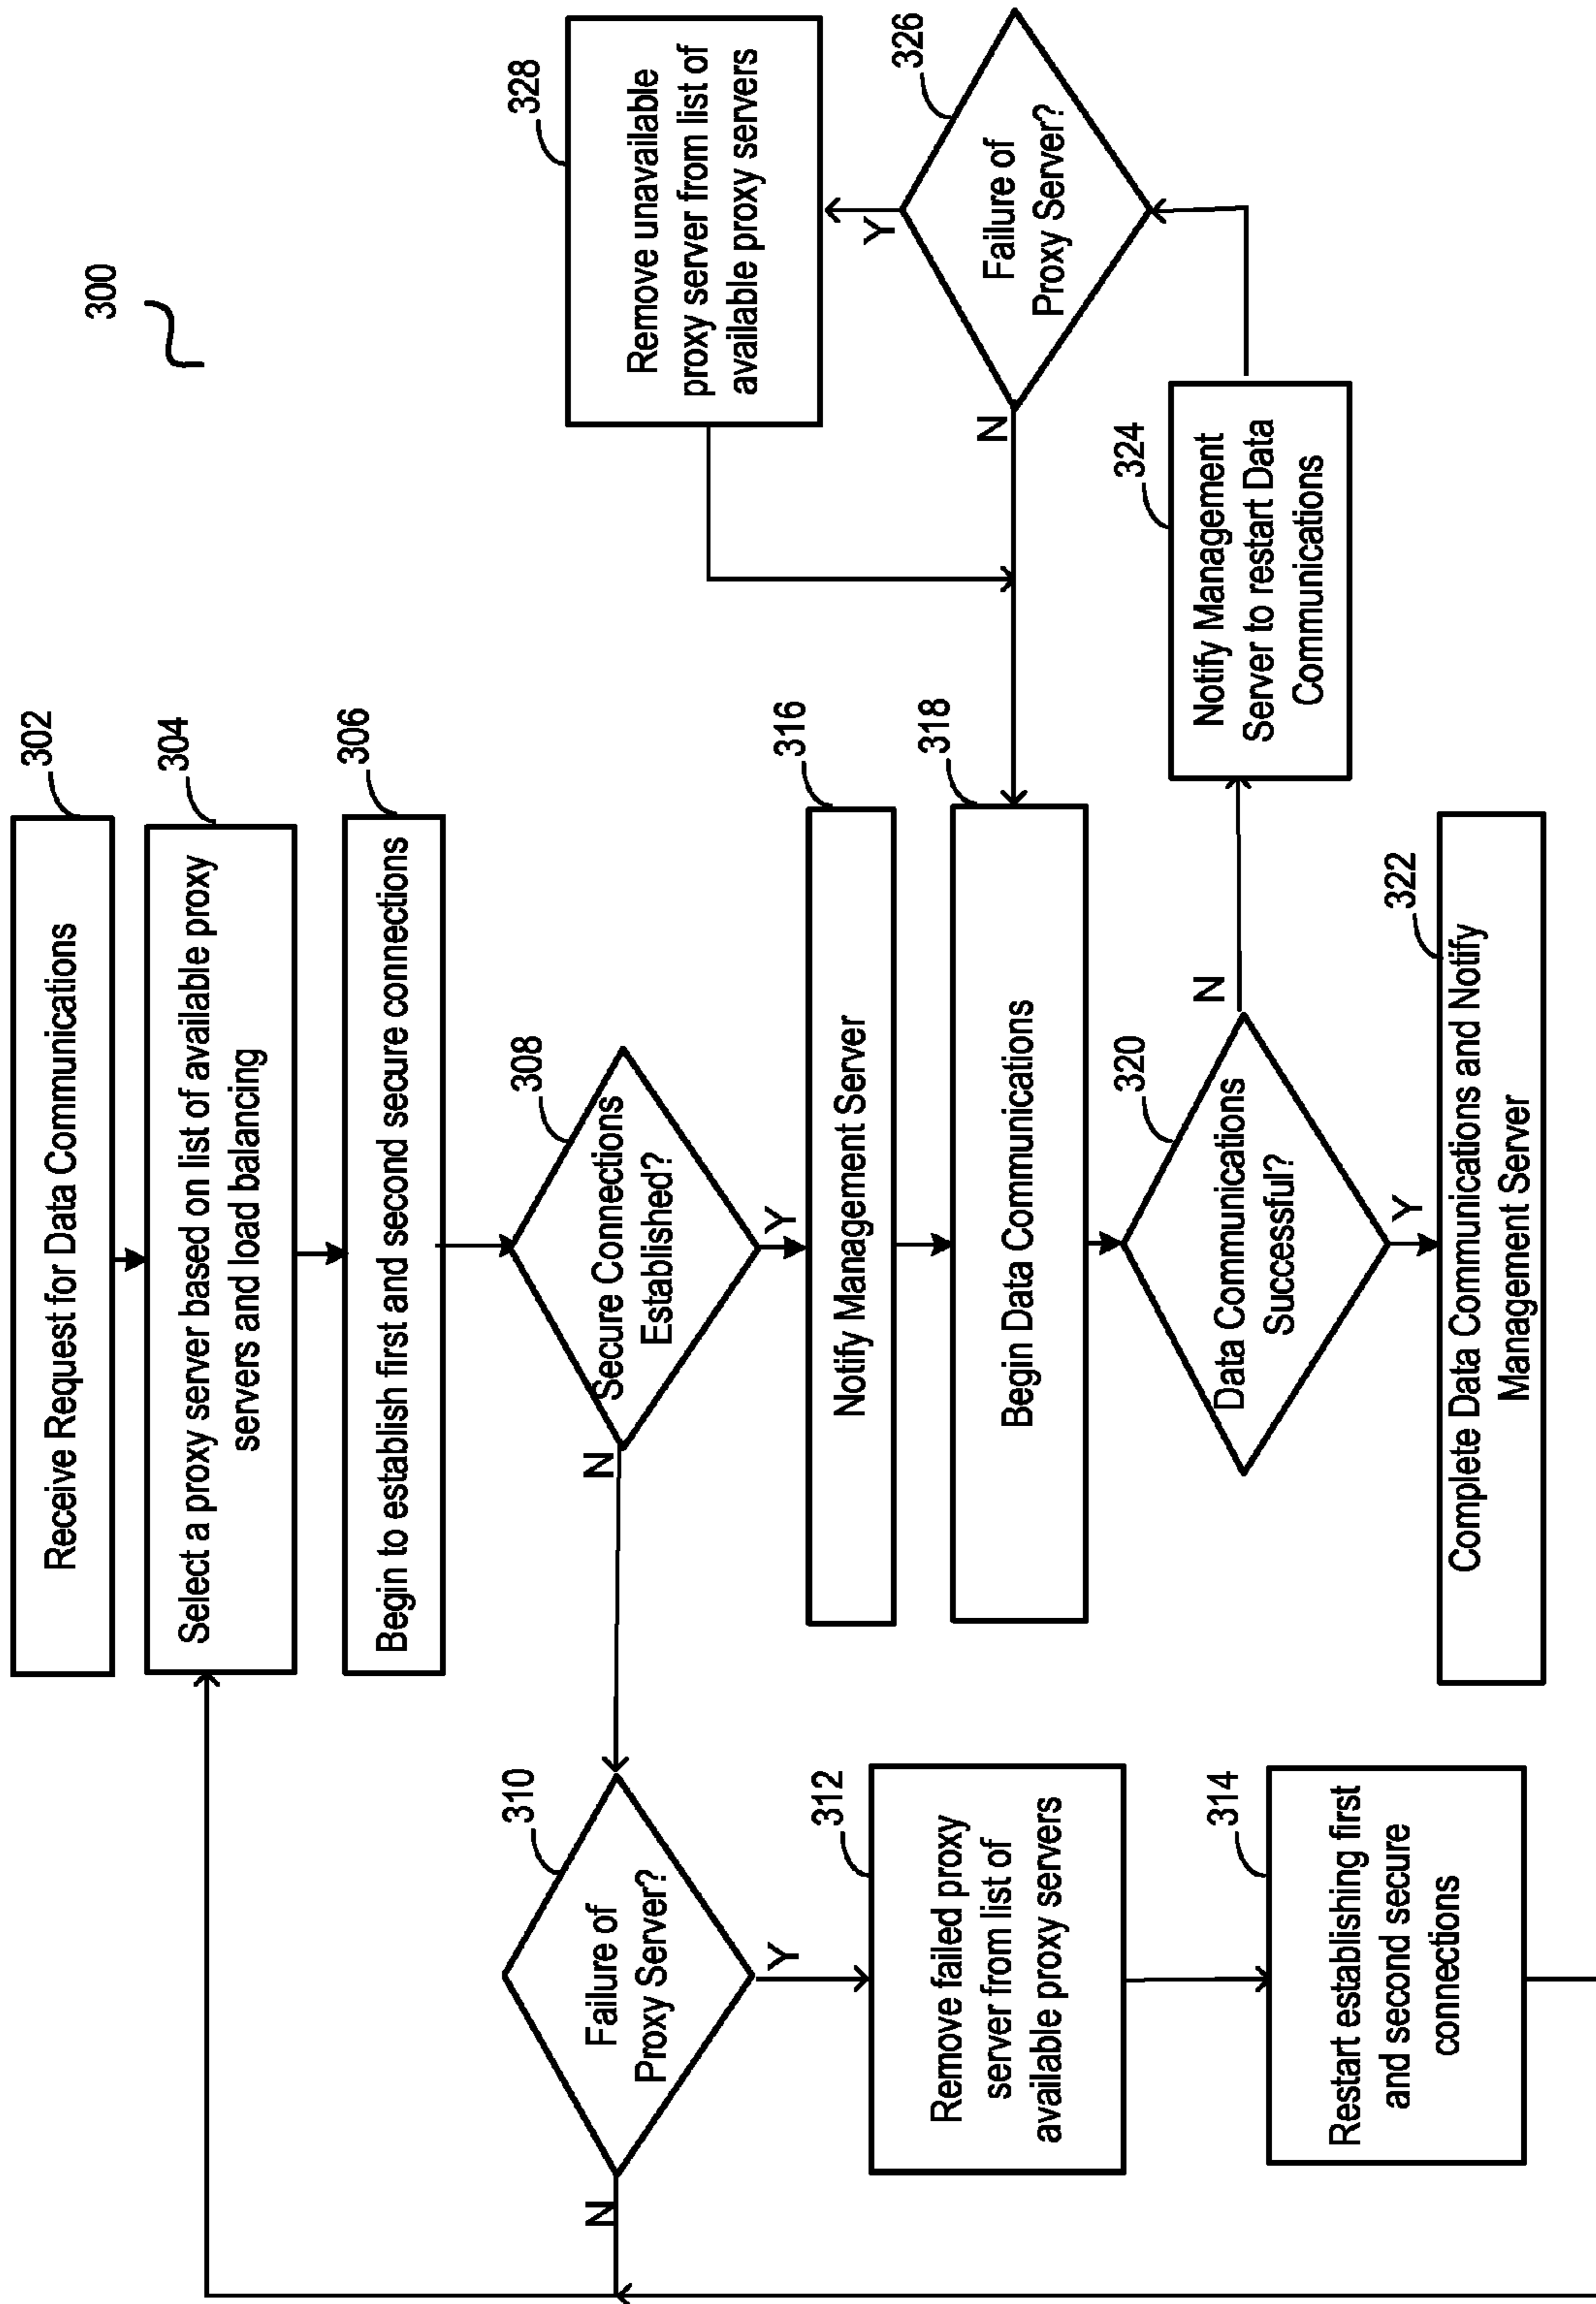 300
302
Receive Request for Data Communications
304
Select a proxy server based on list of available proxy
servers and load balancing
306
Begin to establish first and second secure connections
308
Secure Connections
Established?
N
Y
310
Failure of
Proxy Server?
N
Y
312
Remove failed proxy
server from list of
available proxy servers
314
Restart establishing first
and second secure
connections
316
Notify Management Server
318
Begin Data Communications
320
Data Communications
Successful?
N
Y
322
Complete Data Communications and Notify
Management Server
324
Notify Management
Server to restart Data
Communications
326
Failure of
Proxy Server?
Y
N
328
Remove unavailable
proxy server from list of
available proxy servers